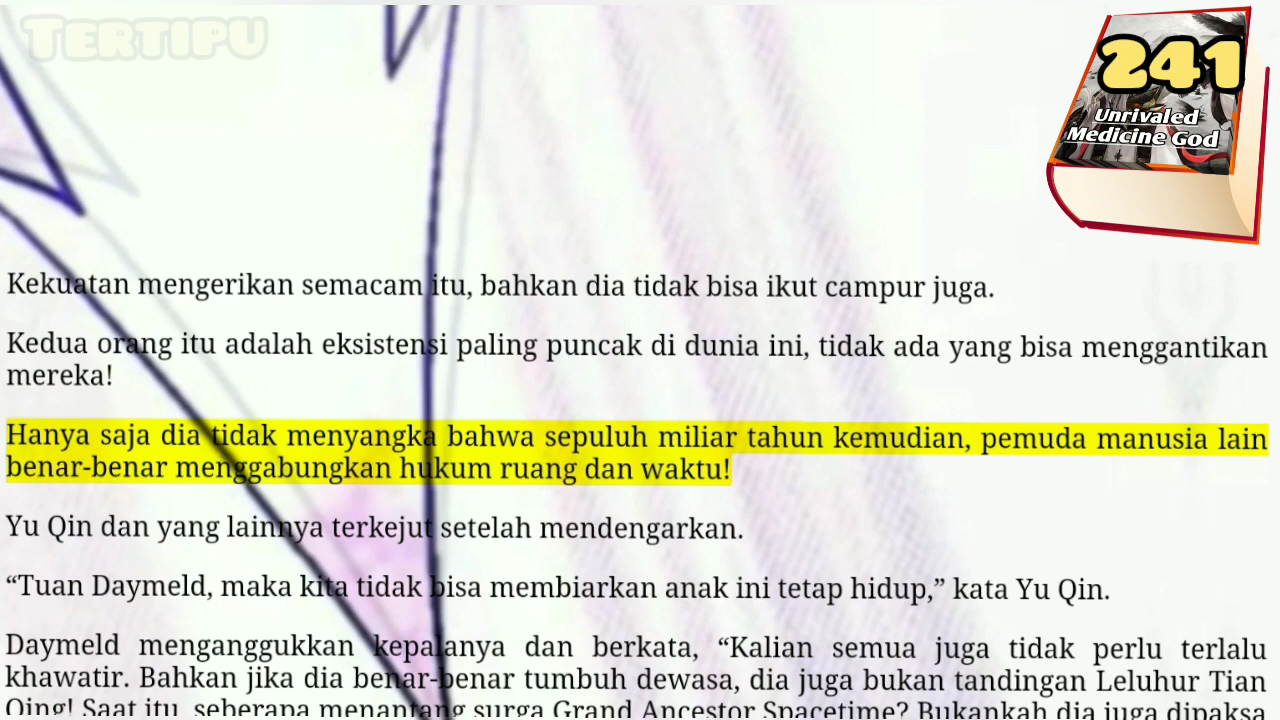 TERTIPU
241
Unrivaled
Medicine God
Kekuatan mengerikan semacam itu, bahkan dia tidak bisa ikut campur juga.
Kedua orang itu adalah eksistensi paling puncak di dunia ini, tidak ada yang bisa menggantikan
mereka!
Hanya saja dia tidak menyangka bahwa sepuluh miliar tahun kemudian, pemuda manusia lain
benar-benar menggabungkan hukum ruang dan waktu!
Yu Qin dan yang lainnya terkejut setelah mendengarkan.
“Tuan Daymeld, maka kita tidak bisa membiarkan anak ini tetap hidup,” kata Yu Qin.
Daymeld menganggukkan kepalanya dan berkata, “Kalian semua juga tidak perlu terlalu
khawatir. Bahkan jika dia benar-benar tumbuh dewasa, dia juga bukan tandingan Leluhur Tian
Qing! Saat itu, seberapa menantang surga Grand Ancestor Spacetime? Bukankah dia juga dipaksa